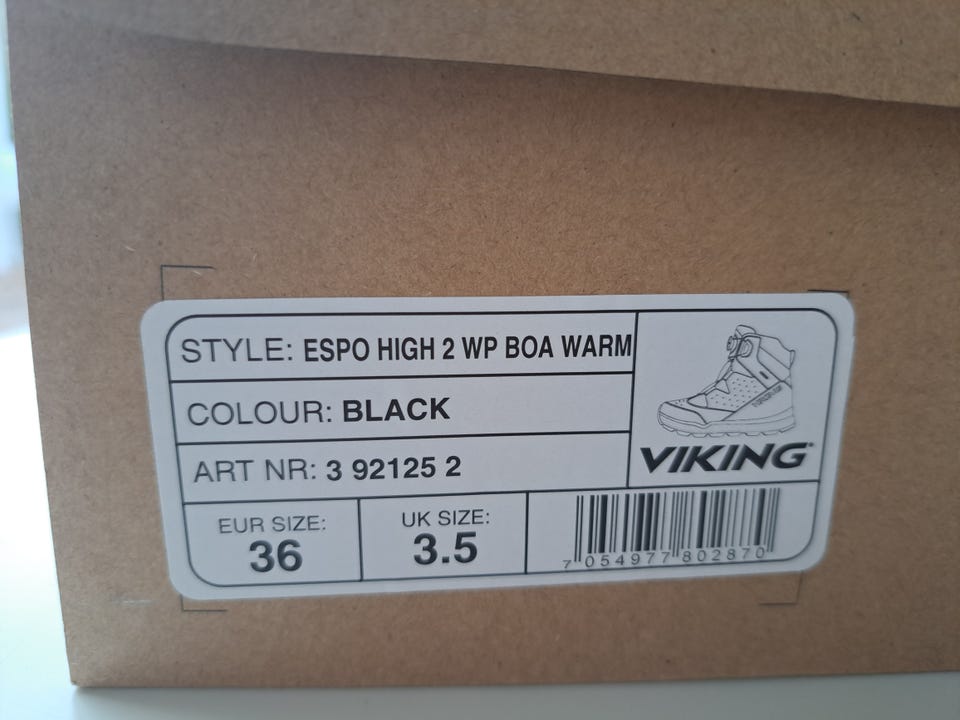 STYLE: ESPO HIGH 2 WP BOA WARM
COLOUR: BLACK
ART NR: 3 92125 2
VIKING
EUR SIZE:
36
UK SIZE:
3.5
7 054977 802870